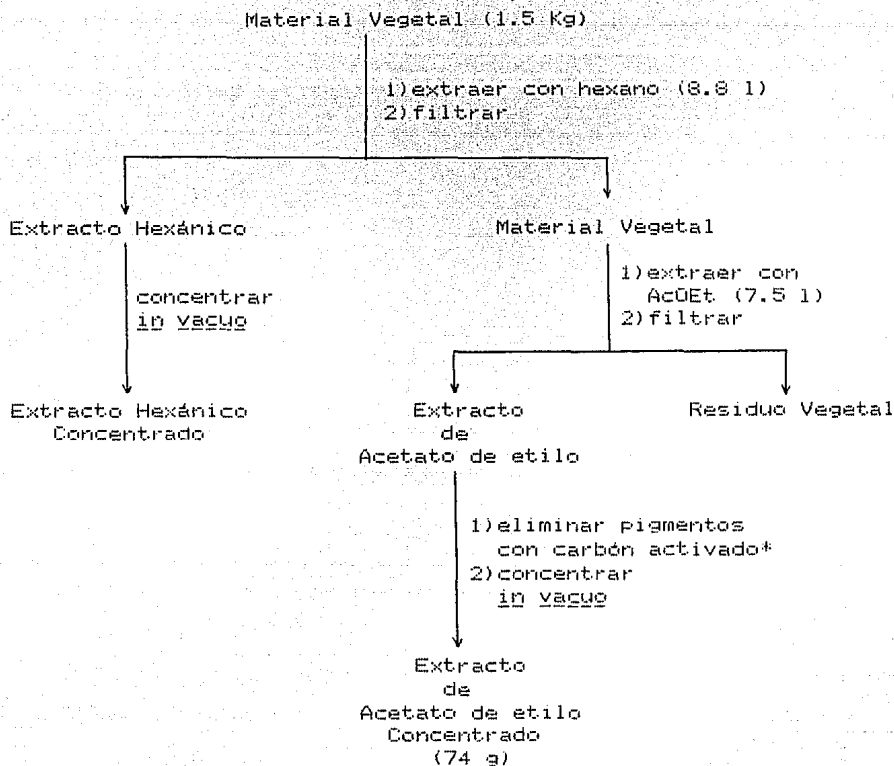 Material Vegetal (1.5 Kg)
1)extraer con hexano (8.8 l)
2)filtrar
Extracto Hexánico
Material Vegetal
concentrar
in vacuo
1)extraer con
AcOEt (7.5 l)
2)filtrar
Extracto Hexánico
Concentrado
Extracto
de
Acetato de etilo
Residuo Vegetal
1)eliminar pigmentos
con carbón activado*
2)concentrar
in vacuo
Extracto
de
Acetato de etilo
Concentrado
(74 g)